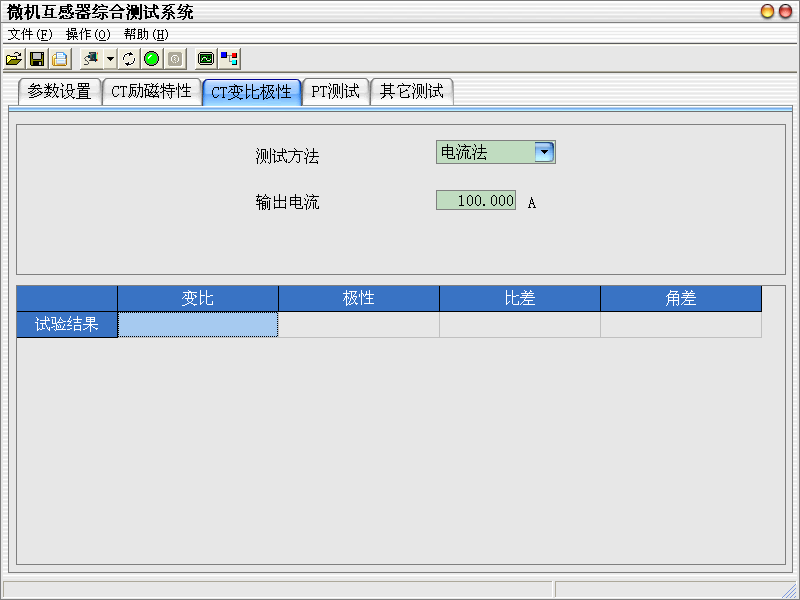 微机互感器综合测试系统
文件(F) 操作(O) 帮助(H)
参数设置 CT励磁特性 CT变比极性 PT测试 其它测试
测试方法 电流法
输出电流 100.000 A
变比 极性 比差 角差
试验结果